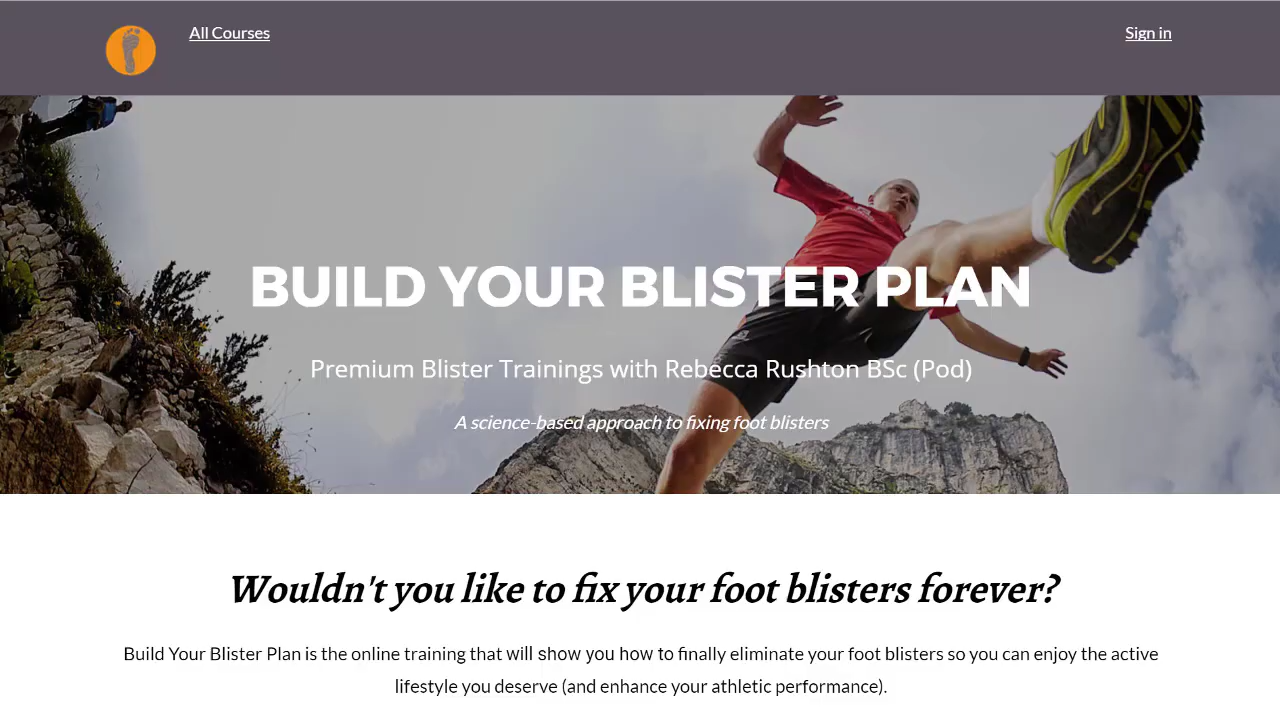 All Courses
Sign in
BUILD YOUR BLISTER PLAN
Premium Blister Trainings with Rebecca Rushton BSc (Pod)
A science-based approach to fixing foot blisters
Wouldn't you like to fix your foot blisters forever?
Build Your Blister Plan is the online training that will show you how to finally eliminate your foot blisters so you can enjoy the active
lifestyle you deserve (and enhance your athletic performance).